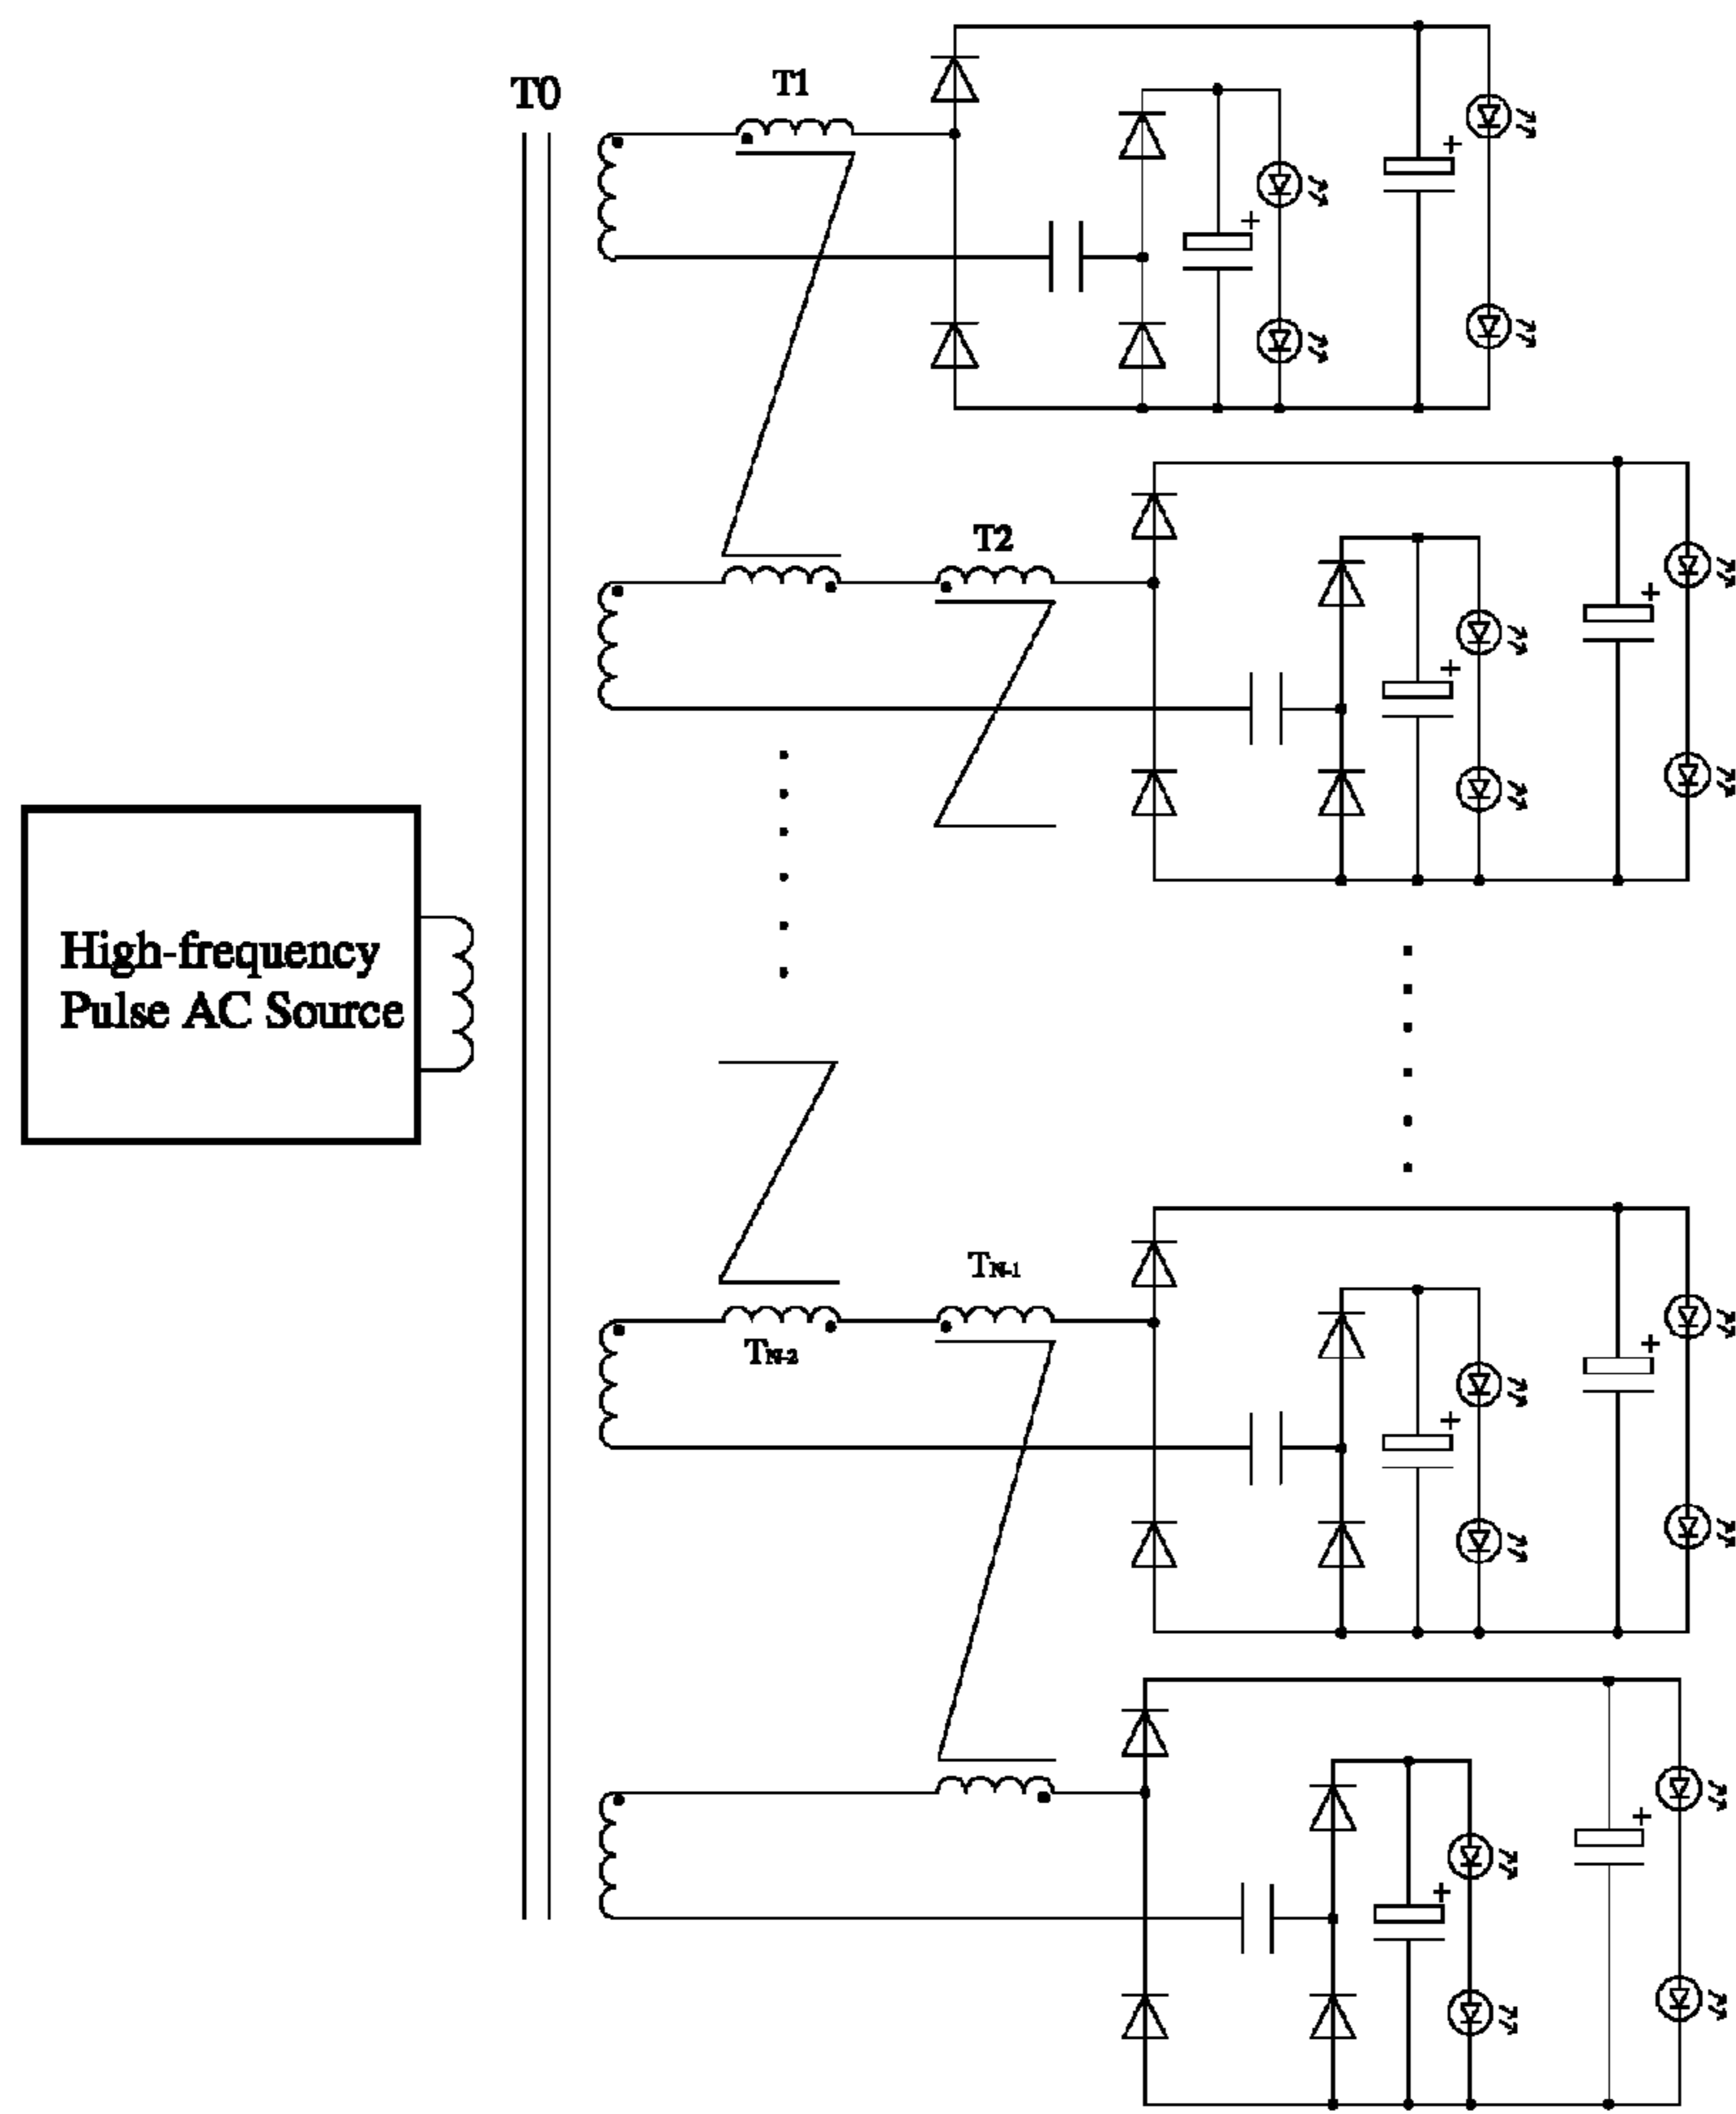 T0
T1
T2
High-frequency
Pulse AC Source
TN-1
TN-2